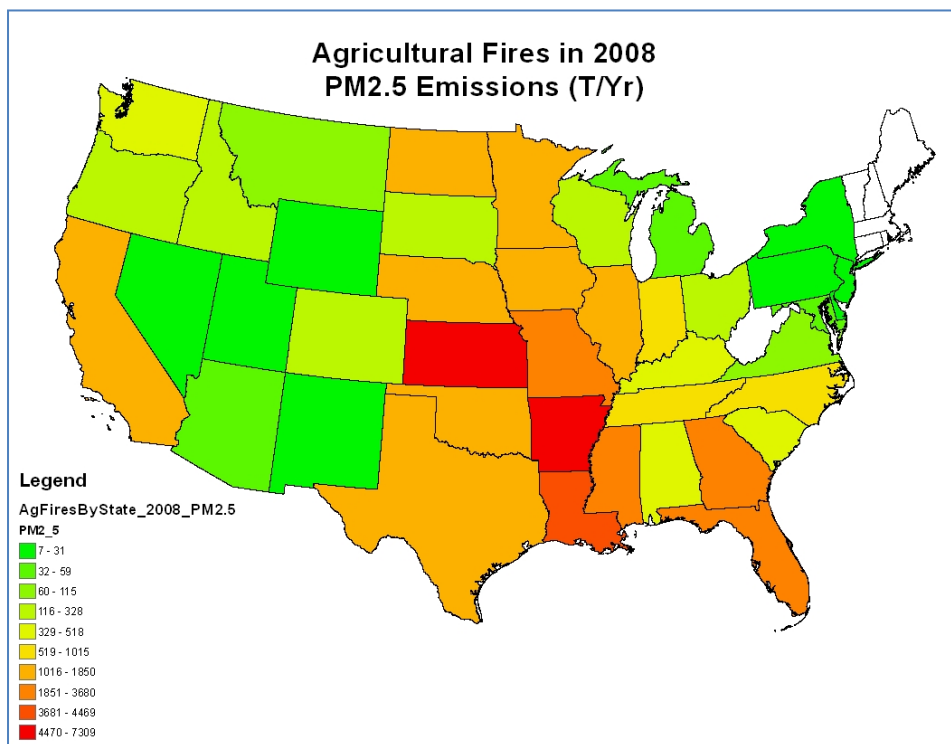 Agricultural Fires in 2008
PM2.5 Emissions (T/Yr)
Legend
AgFiresByState_2008_PM2.5
PM2_5
7 - 31
32 - 59
60 - 115
116 - 328
329 - 518
519 - 1015
1016 - 1850
1851 - 3680
3681 - 4469
4470 - 7309